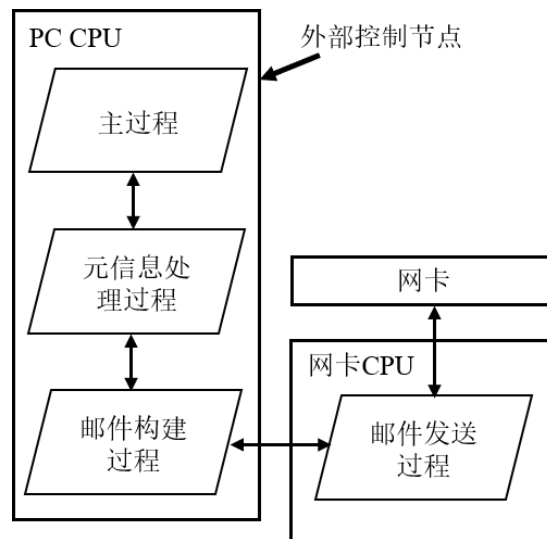 PC CPU
外部控制节点
主过程
元信息处
理过程
网卡
网卡CPU
邮件构建
过程
邮件发送
过程